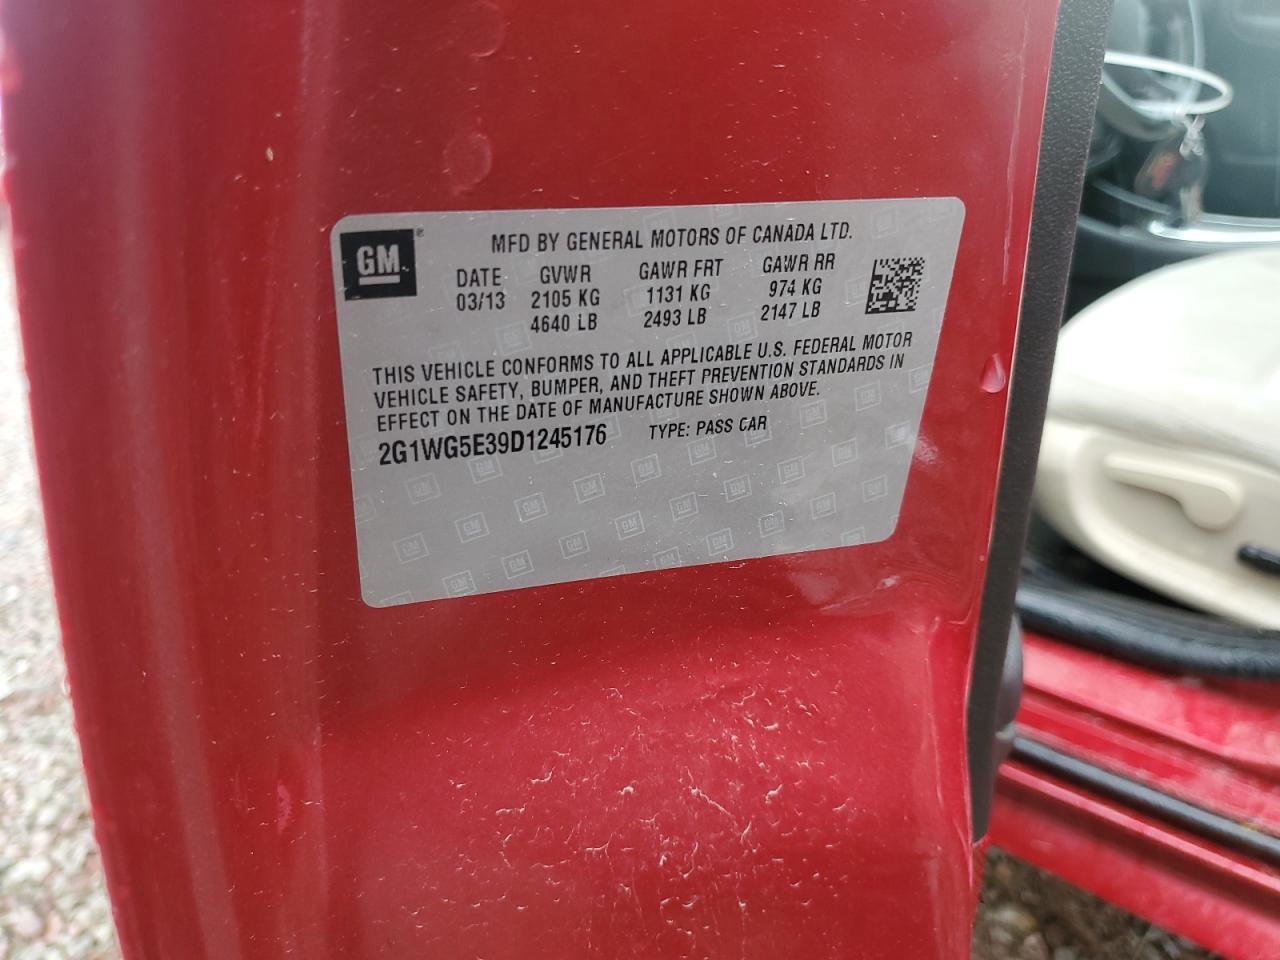 GM ®
MFD BY GENERAL MOTORS OF CANADA LTD.
DATE GVWR GAWR FRT GAWR RR
03/13 2105 KG 1131 KG 974 KG
4640 LB 2493 LB 2147 LB
THIS VEHICLE CONFORMS TO ALL APPLICABLE U.S. FEDERAL MOTOR
VEHICLE SAFETY, BUMPER, AND THEFT PREVENTION STANDARDS IN
EFFECT ON THE DATE OF MANUFACTURE SHOWN ABOVE.
2G1WG5E39D1245176 TYPE: PASS CAR